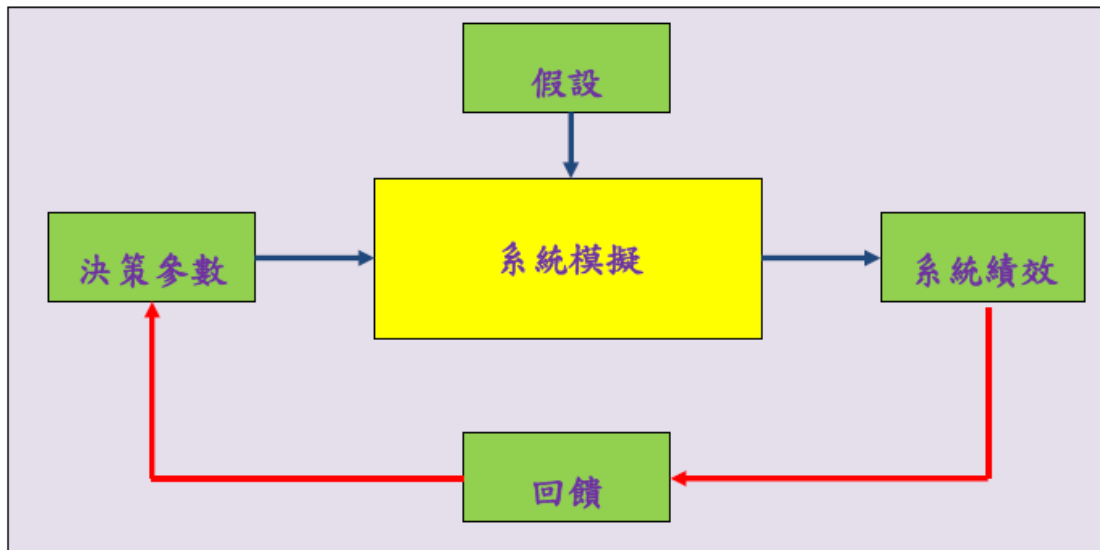 假設
決策參數
系統模擬
系統績效
回饋